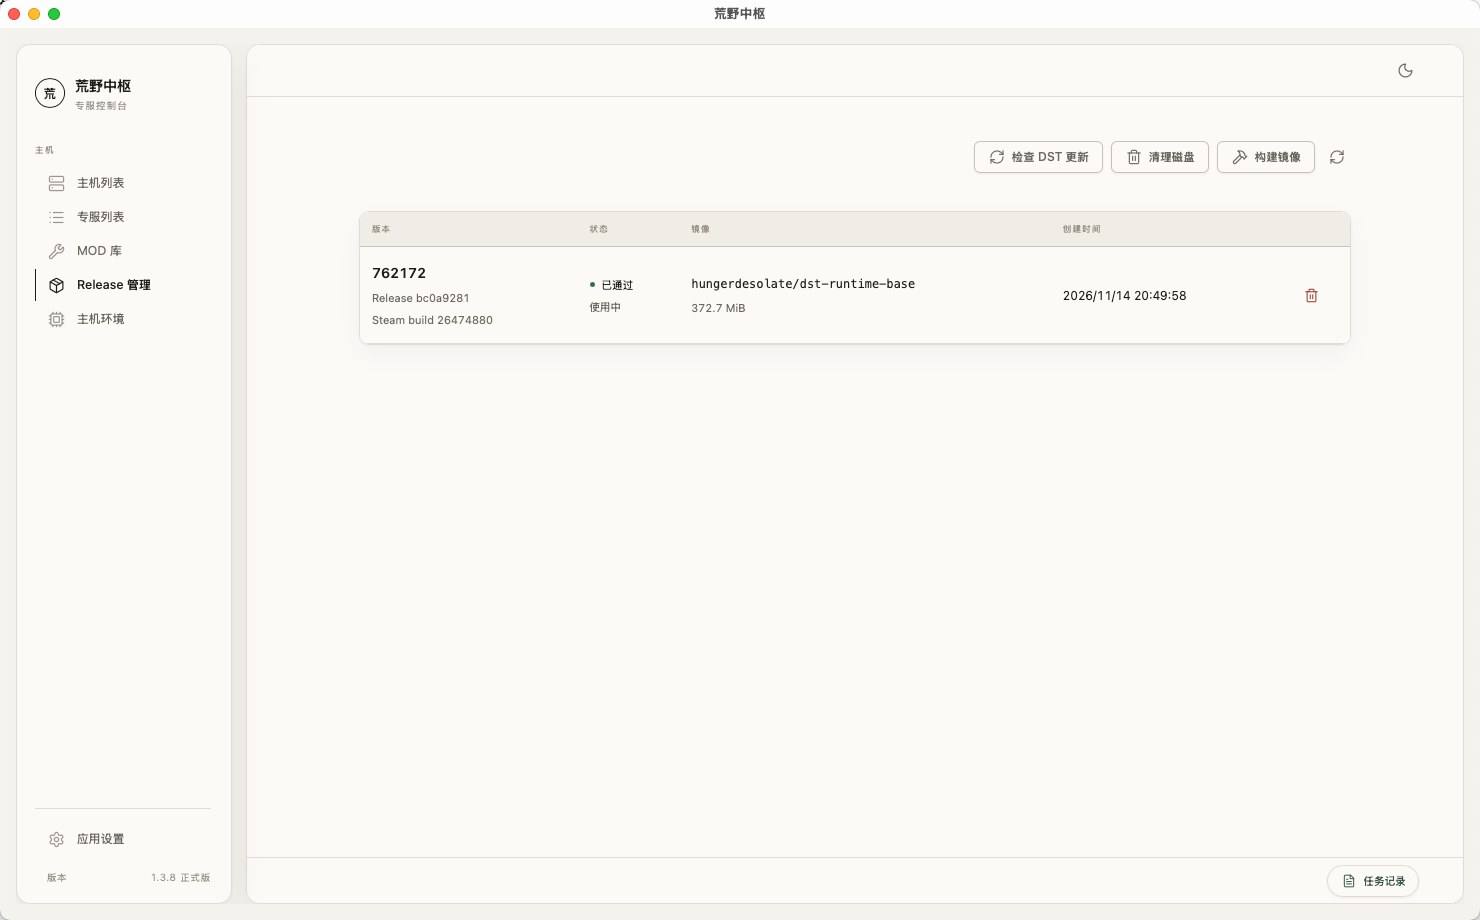 荒野中枢
荒
荒野中枢
专服控制台
主机
主机列表
专服列表
MOD 库
Release 管理
主机环境
应用设置
版本 1.3.8 正式版
检查 DST 更新 清理磁盘 构建镜像
版本 状态 镜像 创建时间
762172
Release bc0a9281
Steam build 26474880
已通过
使用中
hungerdesolate/dst-runtime-base
372.7 MiB
2026/11/14 20:49:58
任务记录